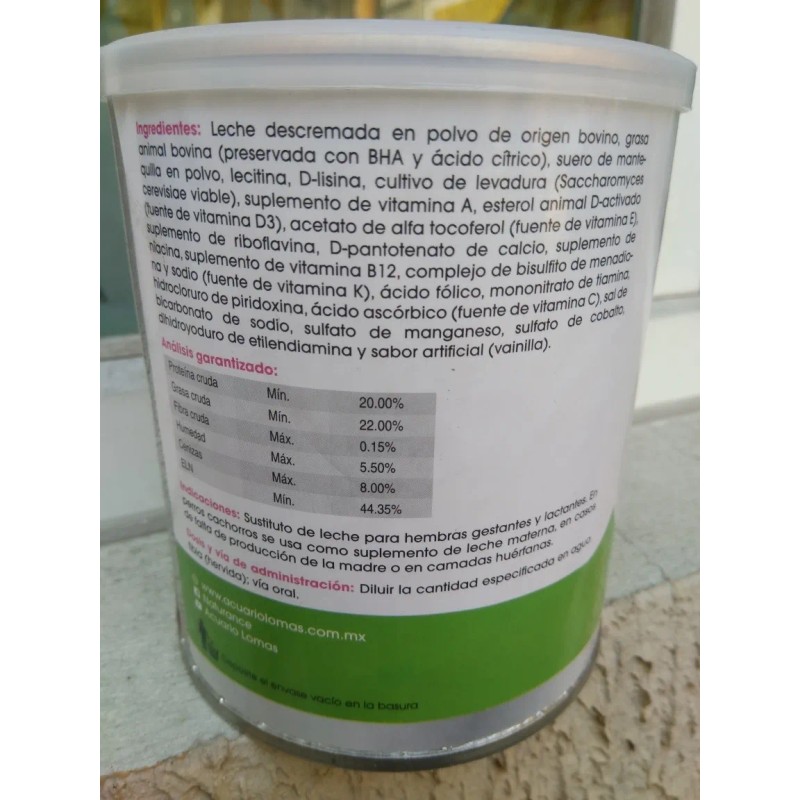 Ingredientes: Leche descremada en polvo de origen bovino, grasa
animal bovina (preservada con BHA y ácido cítrico), suero de mante-
quilla en polvo, lecitina, D-lisina, cultivo de levadura (Saccharomyces
cerevisiae viable), suplemento de vitamina A, esterol animal D-activado
(fuente de vitamina D3), acetato de alfa tocoferol (fuente de vitamina E),
suplemento de riboflavina, D-pantotenato de calcio, suplemento de
niacina, suplemento de vitamina B12, complejo de bisulfito de menadio-
na y sodio (fuente de vitamina K), ácido fólico, mononitrato de tiamina,
hidrocloruro de piridoxina, ácido ascórbico (fuente de vitamina C), sal de
bicarbonato de sodio, sulfato de manganeso, sulfato de cobalto,
dihidroyoduro de etilendiamina y sabor artificial (vainilla).
Análisis garantizado:
Proteína cruda Mín. 20.00%
Grasa cruda Mín. 22.00%
Fibra cruda Máx. 0.15%
Humedad Máx. 5.50%
Cenizas Máx. 8.00%
ELN Mín. 44.35%
Indicaciones: Sustituto de leche para hembras gestantes y lactantes. En
perros cachorros se usa como suplemento de leche materna, en casos
de falta de producción de la madre o en camadas huérfanas.
Dosis y vía de administración: Diluir la cantidad especificada en agua
tibia (hervida); vía oral.
www.acuariolomas.com.mx
Acuario Lomas
el envase vacío en la basura